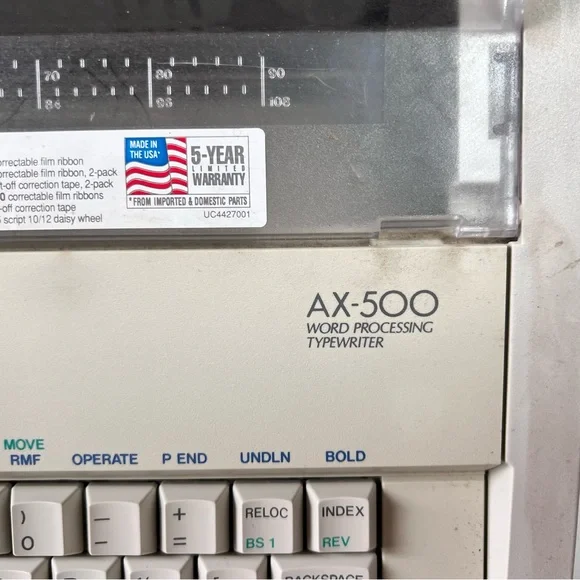 70 80 90
84 96 108
correctable film ribbon
correctable film ribbon, 2-pack
-off correction tape, 2-pack
0 correctable film ribbons
-off correction tape
script 10/12 daisy wheel
MADE IN
THE USA*
5-YEAR
LIMITED
WARRANTY
*FROM IMPORTED & DOMESTIC PARTS
UC4427001
AX-500
WORD PROCESSING
TYPEWRITER
MOVE
RMF OPERATE P END UNDLN BOLD
) — + RELOC INDEX
0 - = BS 1 REV
BACKSPACE